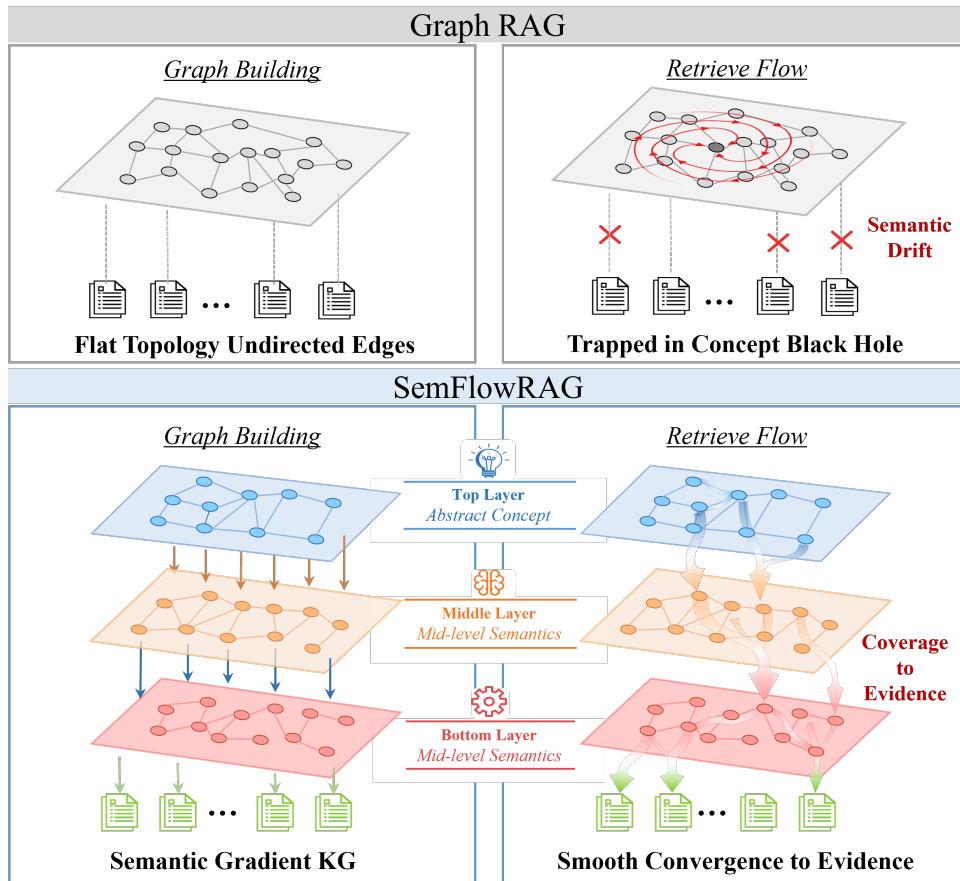 Graph RAG
Graph Building
Flat Topology Undirected Edges
Retrieve Flow
Semantic
Drift
Trapped in Concept Black Hole
SemFlowRAG
Graph Building
Retrieve Flow
Top Layer
Abstract Concept
Middle Layer
Mid-level Semantics
Bottom Layer
Mid-level Semantics
Coverage
to
Evidence
Semantic Gradient KG
Smooth Convergence to Evidence